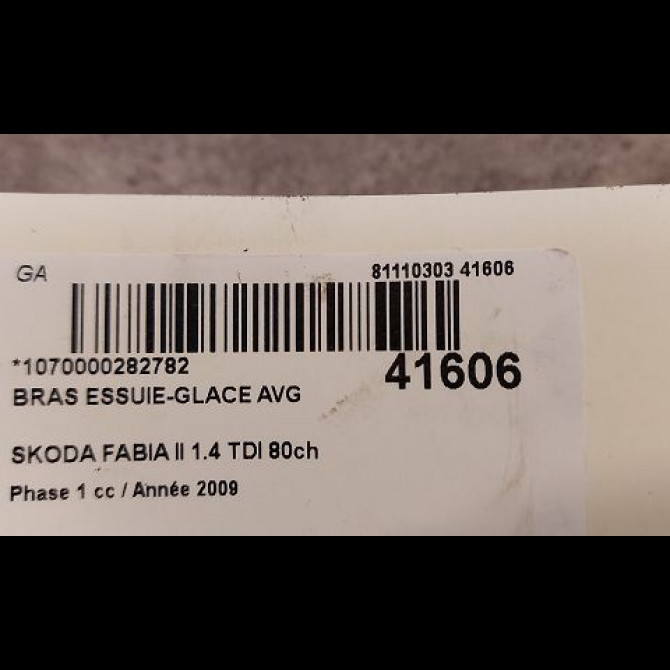 GA 81110303 41606
*1070000282782 41606
BRAS ESSUIE-GLACE AVG
SKODA FABIA II 1.4 TDI 80ch
Phase 1 cc / Année 2009